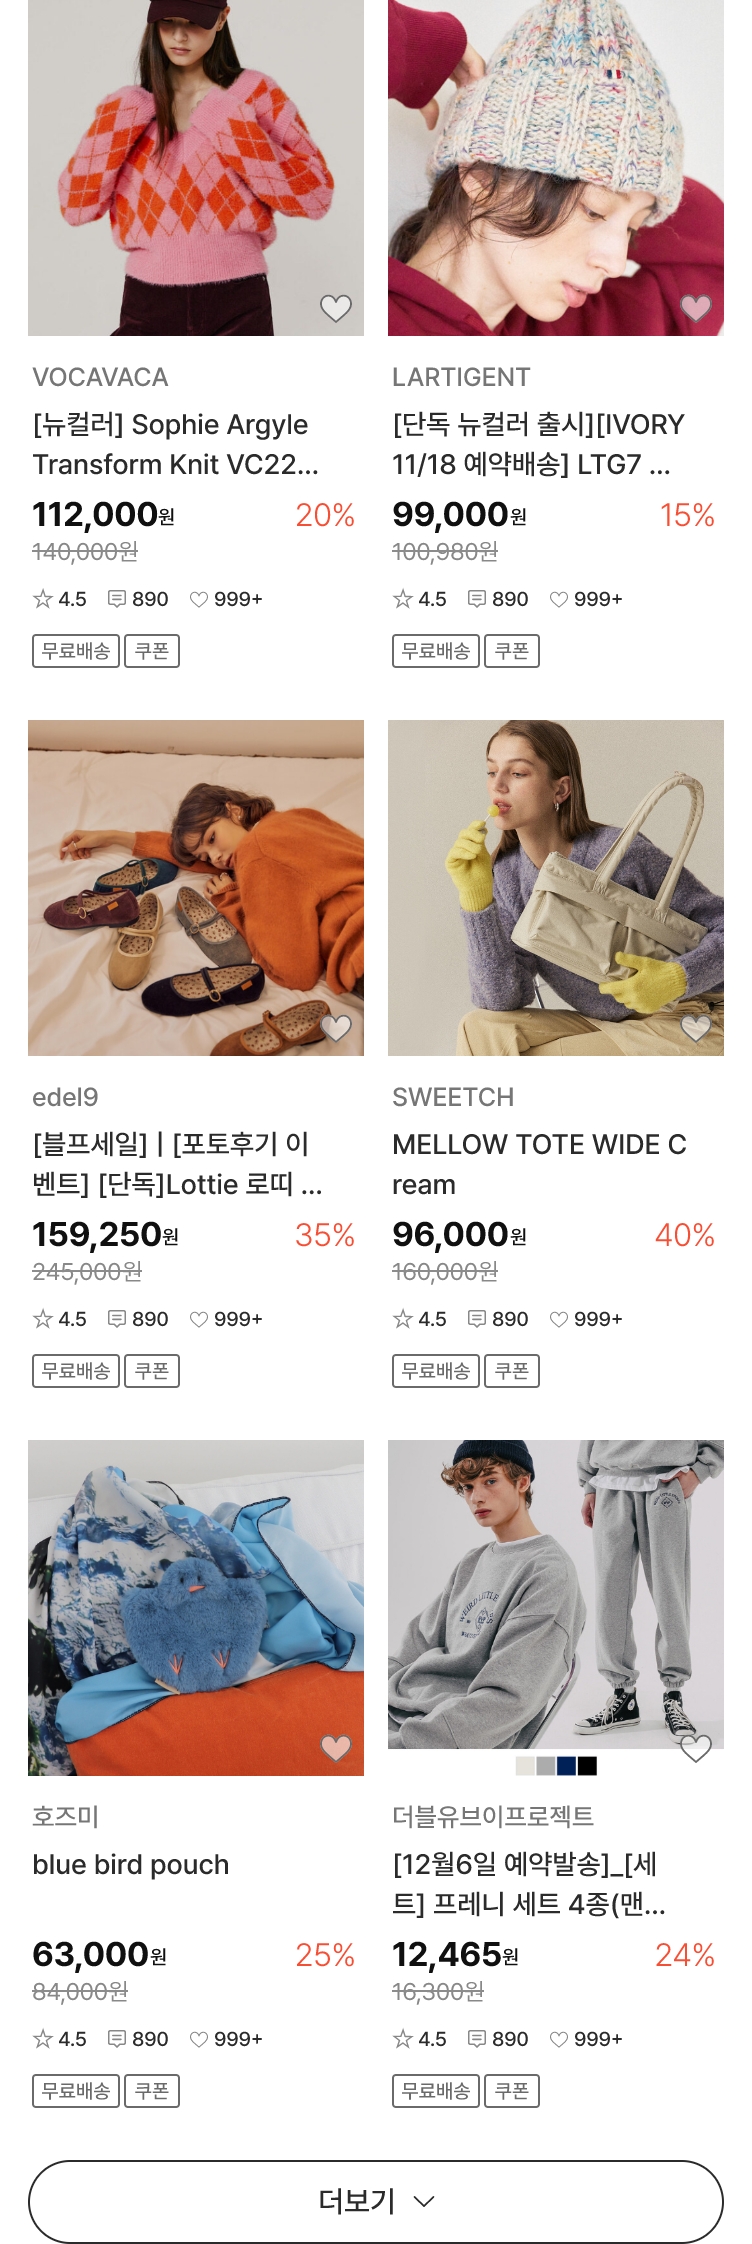 VOCAVACA
[뉴컬러] Sophie Argyle
Transform Knit VC22...
112,000원 20%
140,000원
4.5 890 999+
무료배송 쿠폰
LARTIGENT
[단독 뉴컬러 출시][IVORY
11/18 예약배송] LTG7 ...
99,000원 15%
100,980원
4.5 890 999+
무료배송 쿠폰
edel9
[블프세일] | [포토후기 이
벤트] [단독]Lottie 로띠 ...
159,250원 35%
245,000원
4.5 890 999+
무료배송 쿠폰
SWEETCH
MELLOW TOTE WIDE C
ream
96,000원 40%
160,000원
4.5 890 999+
무료배송 쿠폰
호즈미
blue bird pouch
63,000원 25%
84,000원
4.5 890 999+
무료배송 쿠폰
WEIRD LITTLE
더블유브이프로젝트
[12월6일 예약발송]_[세
트] 프레니 세트 4종(맨...
12,465원 24%
16,300원
4.5 890 999+
무료배송 쿠폰
더보기